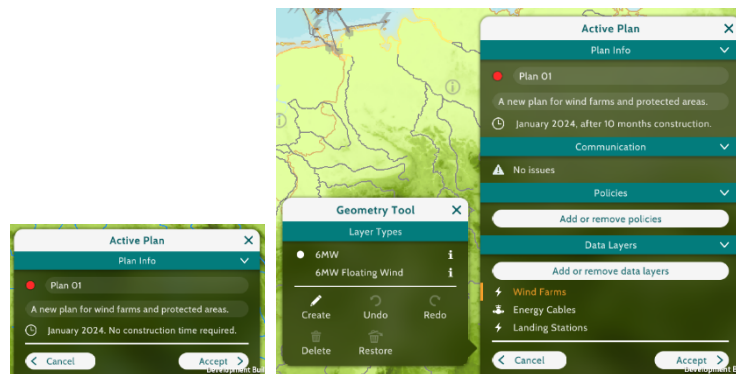 Active Plan
Plan Info
Plan 01
A new plan for wind farms and protected areas.
January 2024. No construction time required.
Cancel
Accept
Development Buil
Geometry Tool
Layer Types
6MW
6MW Floating Wind
Create
Undo
Redo
Delete
Restore
Active Plan
Plan Info
Plan 01
A new plan for wind farms and protected areas.
January 2024, after 10 months construction.
Communication
No issues
Policies
Add or remove policies
Data Layers
Add or remove data layers
Wind Farms
Energy Cables
Landing Stations
Cancel
Accept
Development B